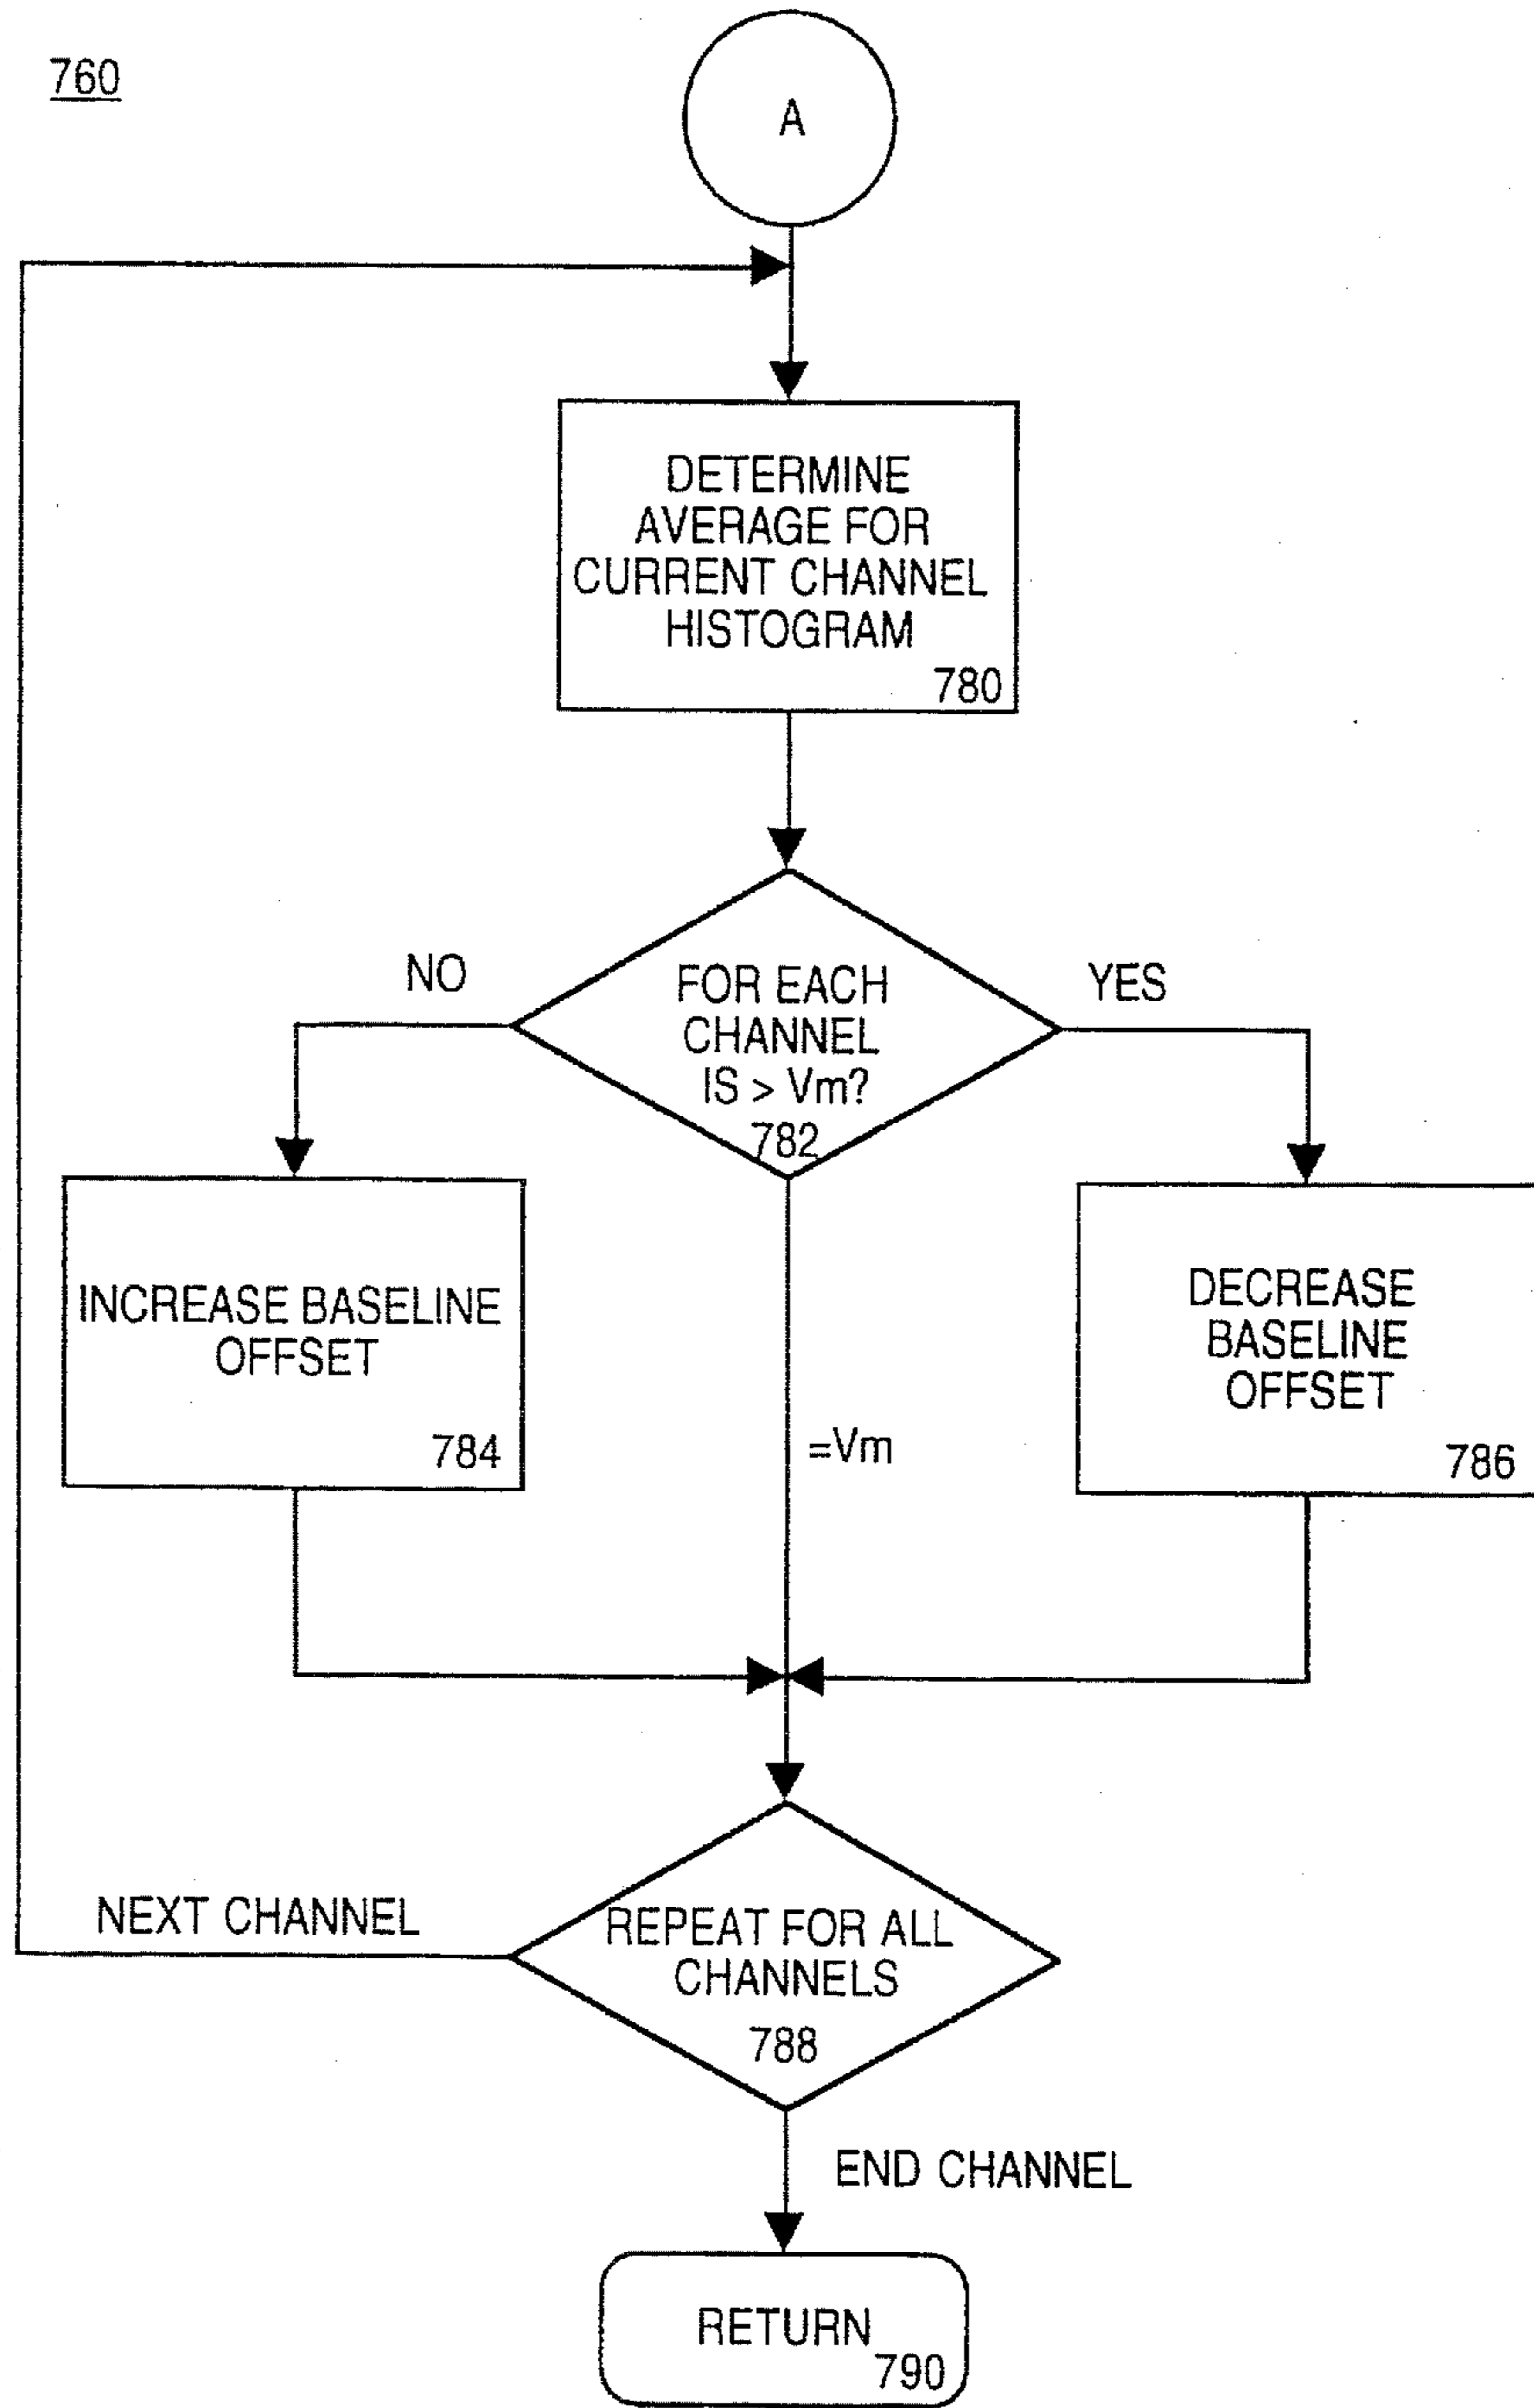 760
A
DETERMINE
AVERAGE FOR
CURRENT CHANNEL
HISTOGRAM
780
NO
FOR EACH
CHANNEL
IS > Vm?
782
YES
INCREASE BASELINE
OFFSET
784
=Vm
DECREASE
BASELINE
OFFSET
786
NEXT CHANNEL
REPEAT FOR ALL
CHANNELS
788
END CHANNEL
RETURN
790